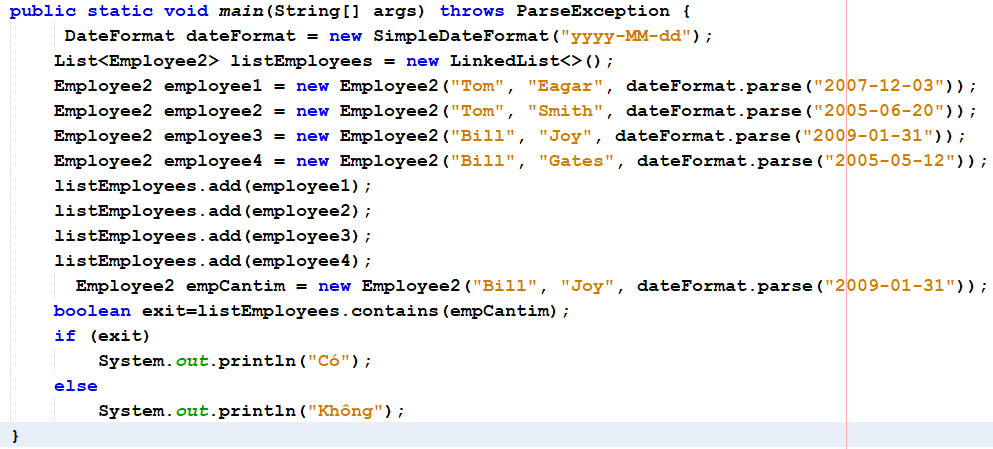 public static void main(String[] args) throws ParseException {
DateFormat dateFormat = new SimpleDateFormat("yyyy-MM-dd");
List<Employee2> listEmployees = new LinkedList<>();
Employee2 employee1 = new Employee2("Tom", "Eagar", dateFormat.parse("2007-12-03"));
Employee2 employee2 = new Employee2("Tom", "Smith", dateFormat.parse("2005-06-20"));
Employee2 employee3 = new Employee2("Bill", "Joy", dateFormat.parse("2009-01-31"));
Employee2 employee4 = new Employee2("Bill", "Gates", dateFormat.parse("2005-05-12"));
listEmployees.add(employee1);
listEmployees.add(employee2);
listEmployees.add(employee3);
listEmployees.add(employee4);
Employee2 empCantim = new Employee2("Bill", "Joy", dateFormat.parse("2009-01-31"));
boolean exit=listEmployees.contains(empCantim);
if (exit)
System.out.println("Có");
else
System.out.println("Không");
}